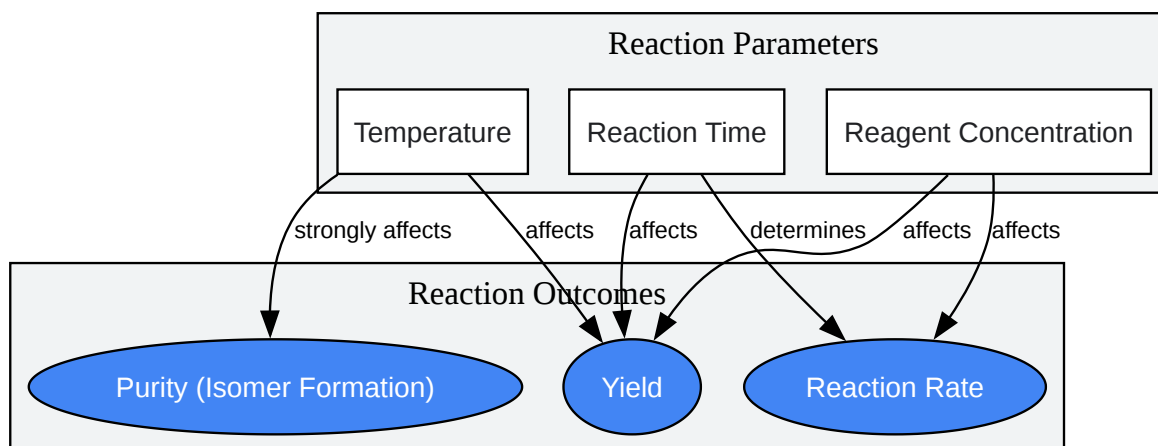 Reaction Parameters
Temperature
Reaction Time
Reagent Concentration
strongly affects
affects
affects
determines
affects
affects
Reaction Outcomes
Purity (Isomer Formation)
Yield
Reaction Rate